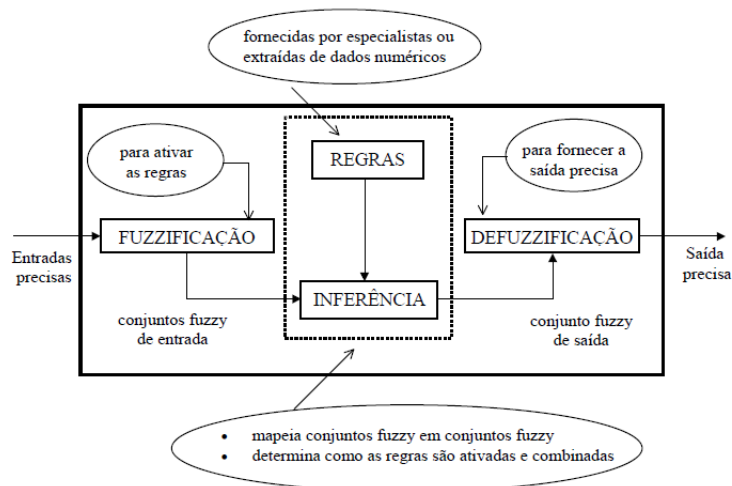 fornecidas por especialistas ou
extraídas de dados numéricos
para ativar
as regras
REGRAS
para fornecer a
saída precisa
FUZZIFICAÇÃO
DEFUZZIFICAÇÃO
Entradas
precisas
Saída
precisa
INFERÊNCIA
conjuntos fuzzy
de entrada
conjunto fuzzy
de saída
• mapeia conjuntos fuzzy em conjuntos fuzzy
• determina como as regras são ativadas e combinadas